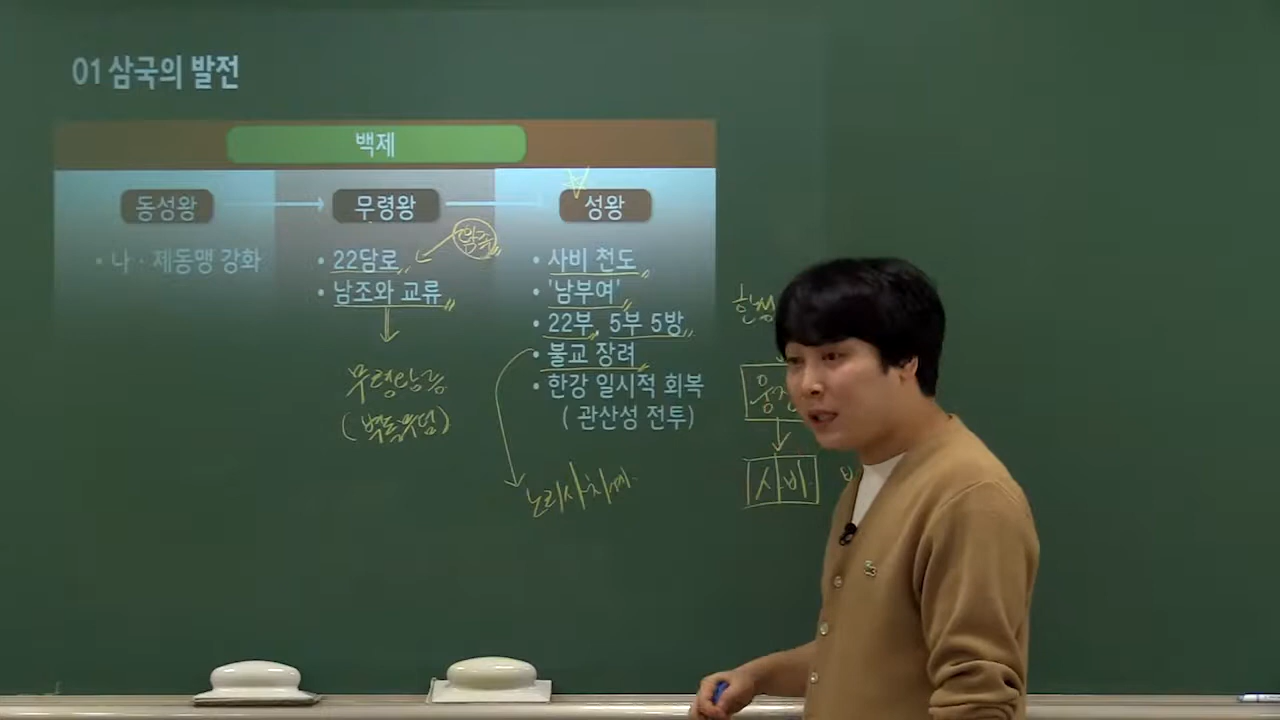 01 삼국의 발전
백제
동성왕
• 나 · 제동맹 강화
무령왕
• 22담로
• 남조와 교류
무령왕릉
(벽돌무덤)
성왕
• 사비 천도
• '남부여'
• 22부, 5부 5방
• 불교 장려
• 한강 일시적 회복
( 관산성 전투)
노리사치계
한성
웅진
사비